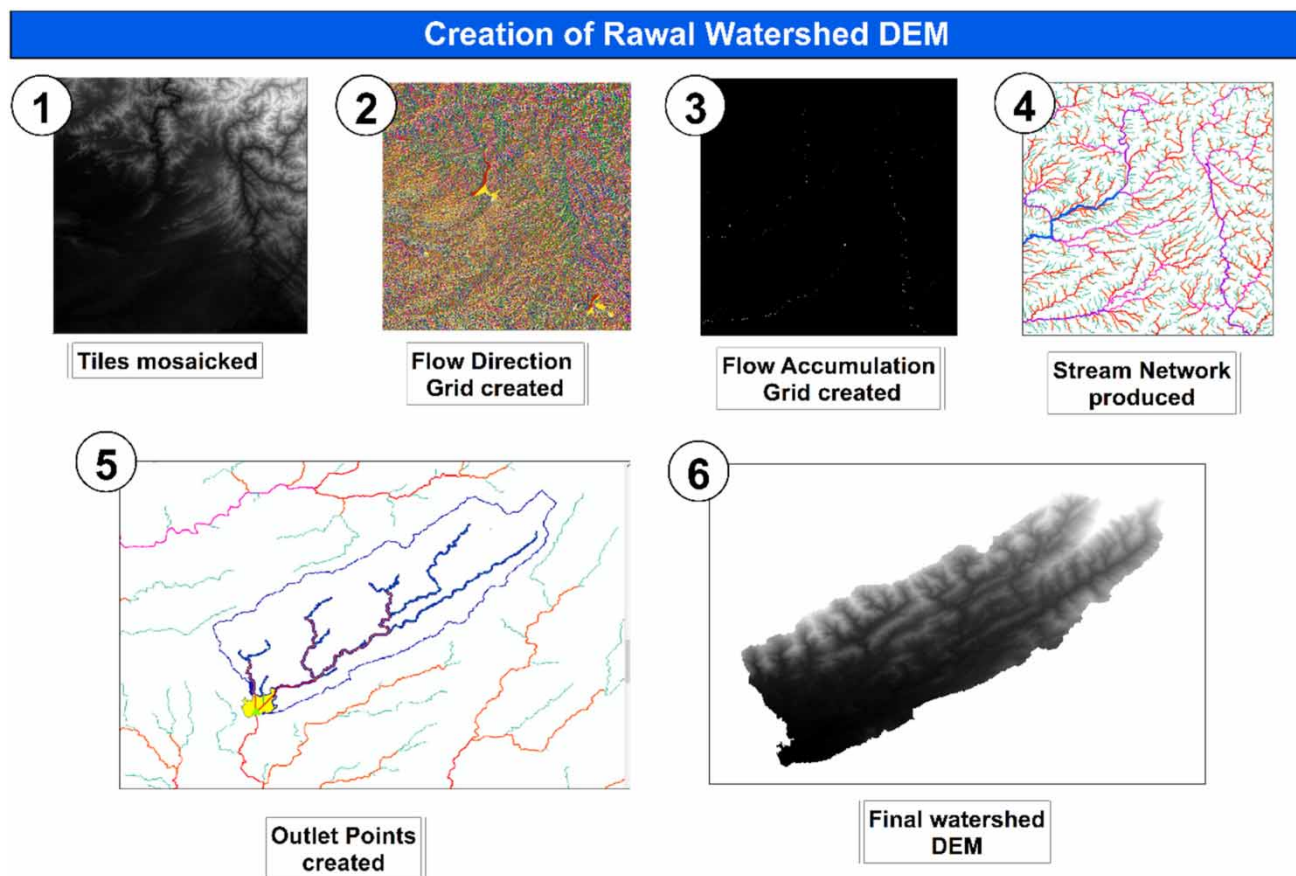 Creation of Rawal Watershed DEM
1
2
3
4
Tiles mosaicked
Flow Direction
Grid created
Flow Accumulation
Grid created
Stream Network
produced
5
6
Outlet Points
created
Final watershed
DEM